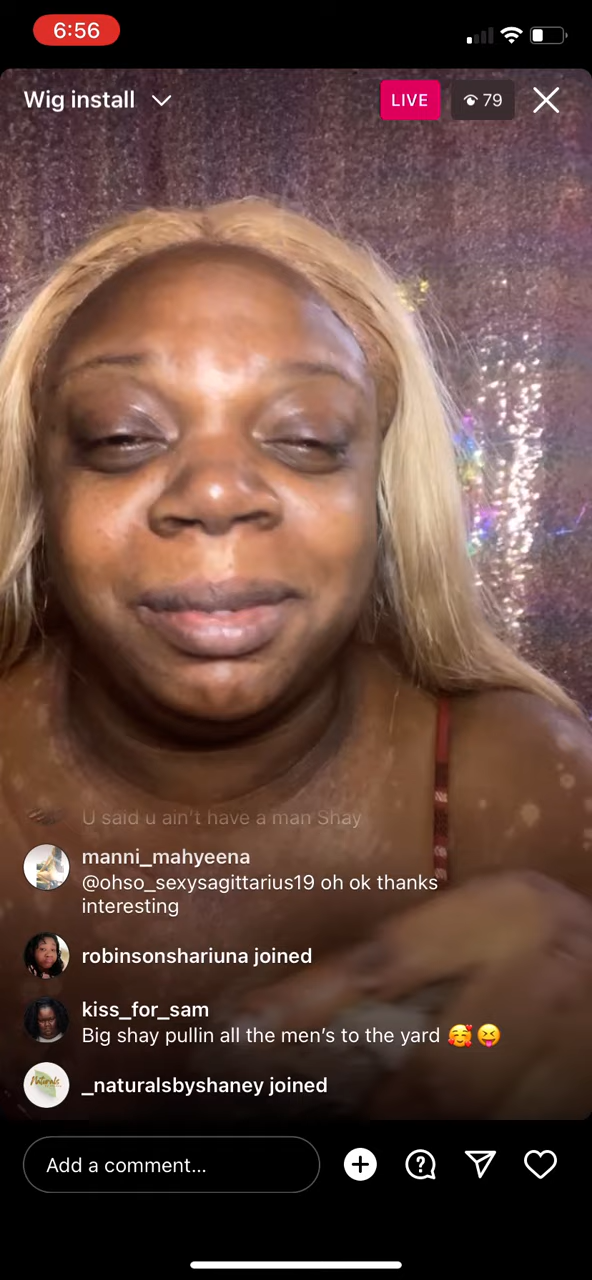 6:56
Wig install
LIVE
79
U said u ain't have a man Shay
manni_mahyeena
@ohso_sexysagittarius19 oh ok thanks
interesting
robinsonshariuna joined
kiss_for_sam
Big shay pullin all the men's to the yard 🥰😝
Naturals
_naturalsbyshaney joined
Add a comment...